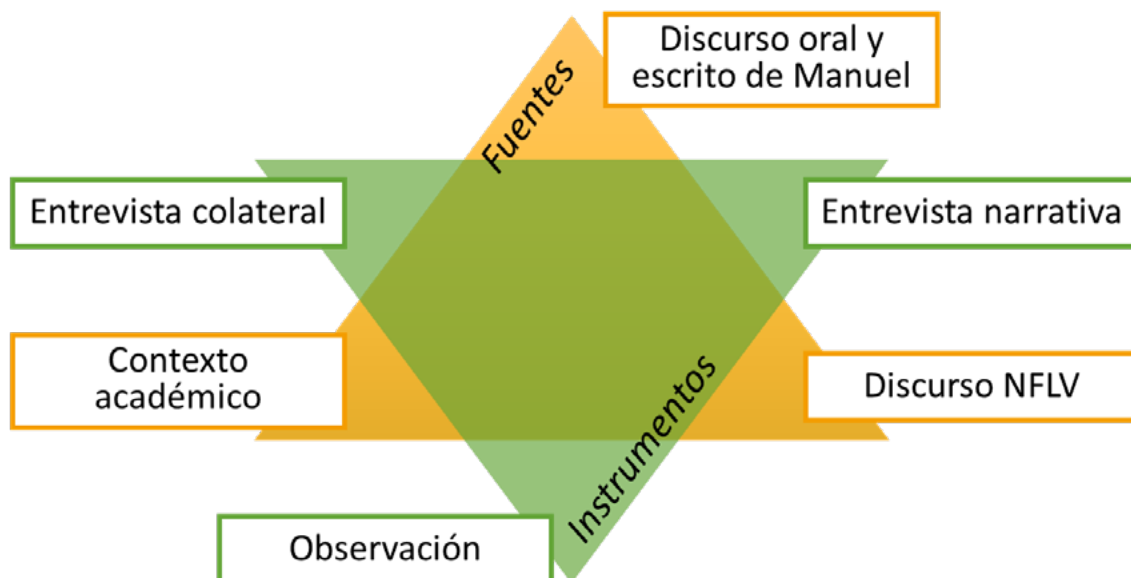 Discurso oral y
escrito de Manuel
Fuentes
Entrevista colateral
Entrevista narrativa
Contexto
académico
Discurso NFLV
Instrumentos
Observación